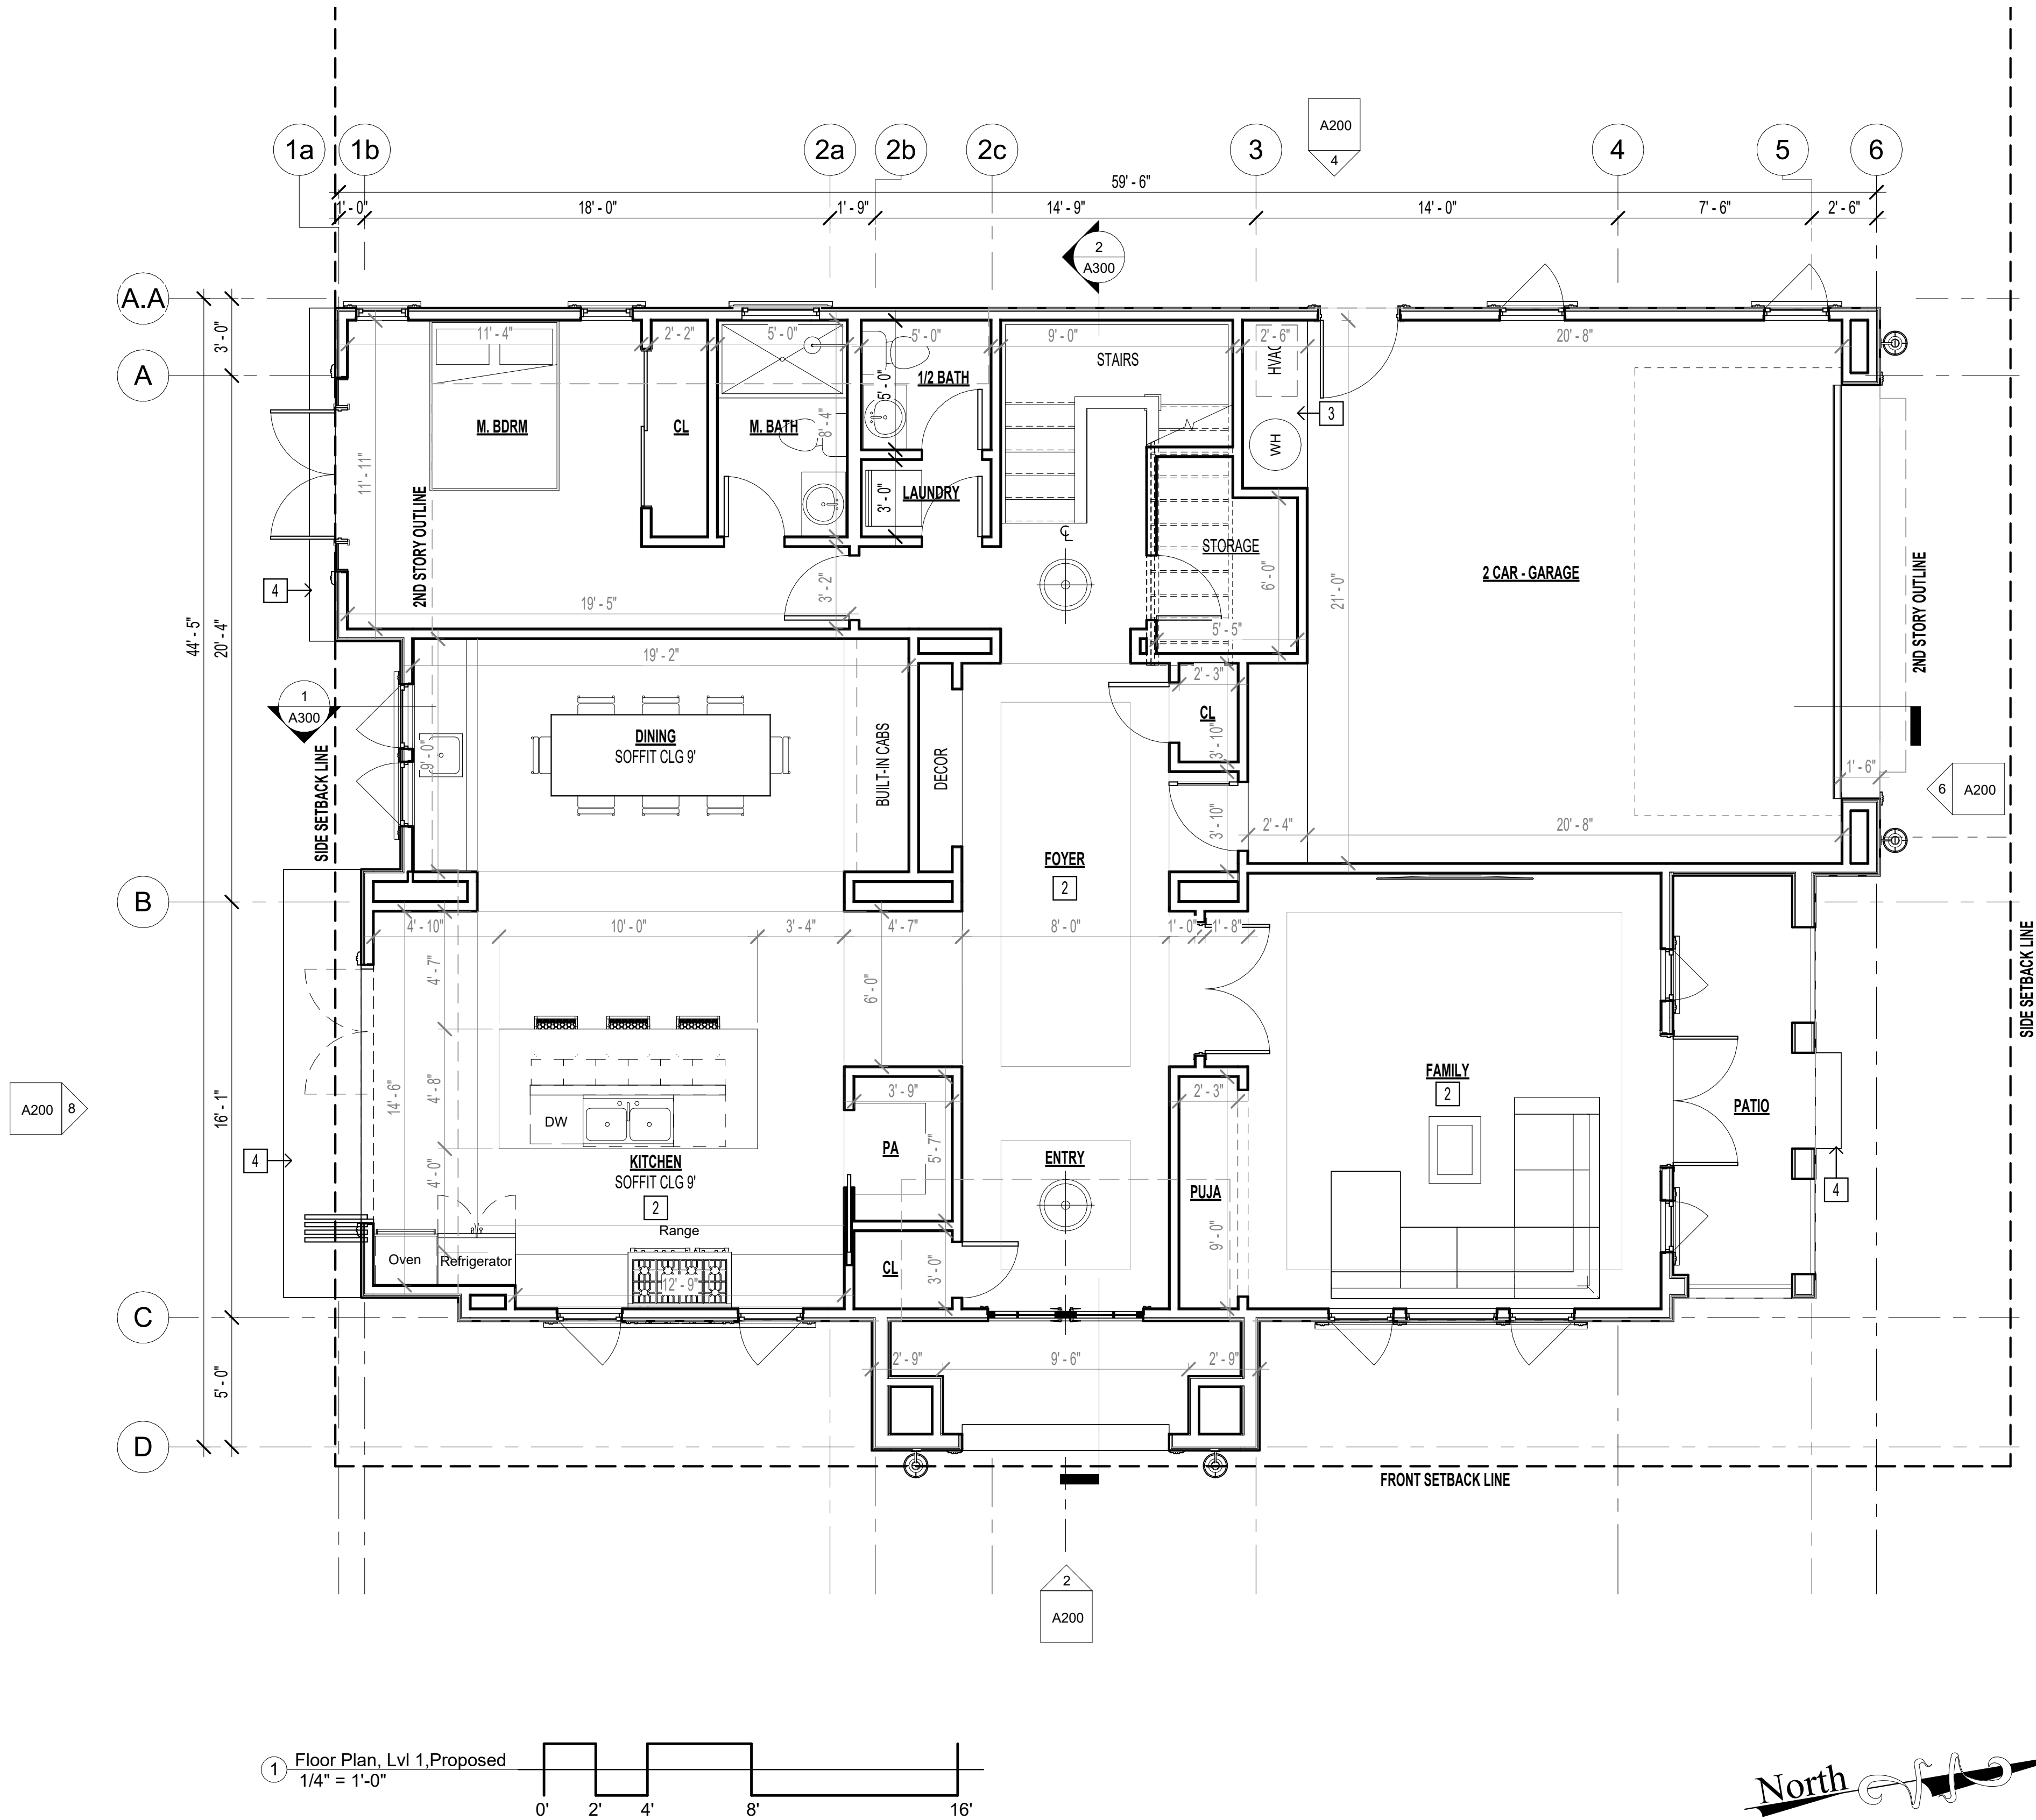 A200
4
1a
1b
2a
2b
2c
3
4
5
6
59' - 6"
1' - 0"
18' - 0"
1' - 9"
14' - 9"
14' - 0"
7' - 6"
2' - 6"
2
A300
A.A
A
B
C
D
3' - 0"
44' - 5"
20' - 4"
16' - 1"
5' - 0"
11' - 4"
2' - 2"
5' - 0"
5' - 0"
9' - 0"
2' - 6"
20' - 8"
STAIRS
HVAC
1/2 BATH
5' - 0"
3
M. BDRM
CL
M. BATH
8' - 4"
WH
11' - 11"
2ND STORY OUTLINE
LAUNDRY
3' - 0"
CL
STORAGE
6' - 0"
2 CAR - GARAGE
21' - 0"
2ND STORY OUTLINE
4
3' - 2"
19' - 5"
5' - 5"
19' - 2"
2' - 3"
CL
3' - 10"
1
A300
DINING
SOFFIT CLG 9'
9' - 0"
BUILT-IN CABS
DECOR
SIDE SETBACK LINE
1' - 6"
6
A200
3' - 10"
2' - 4"
20' - 8"
FOYER
2
4' - 10"
10' - 0"
3' - 4"
4' - 7"
8' - 0"
1' - 0"
1' - 8"
SIDE SETBACK LINE
4' - 7"
6' - 0"
A200
8
14' - 6"
4' - 8"
DW
3' - 9"
2' - 3"
FAMILY
2
PATIO
PA
5' - 7"
4
KITCHEN
SOFFIT CLG 9'
2
4' - 0"
ENTRY
PUJA
4
Range
Oven
Refrigerator
12' - 9"
CL
3' - 0"
9' - 0"
2' - 9"
9' - 6"
2' - 9"
FRONT SETBACK LINE
2
A200
1
Floor Plan, Lvl 1,Proposed
1/4" = 1'-0"
0'
2'
4'
8'
16'
North